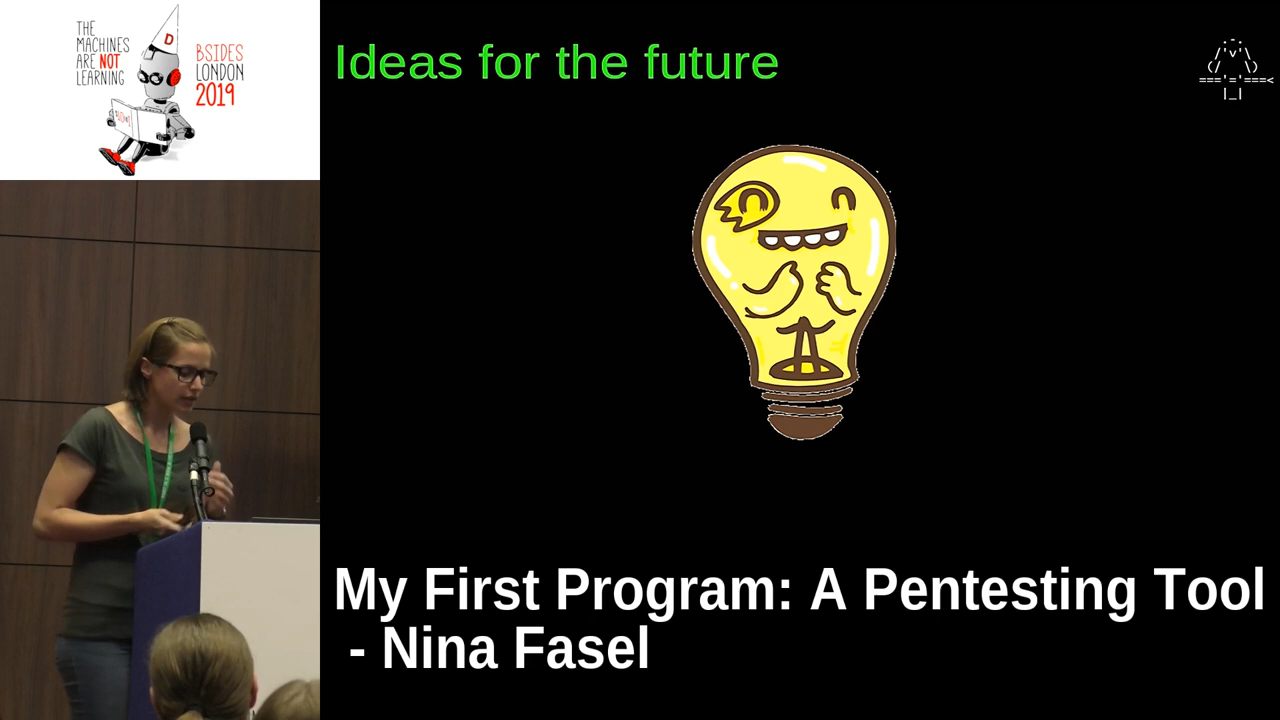 THE
MACHINES
ARE NOT
LEARNING
D
BSIDES
LONDON
2019
Ideas for the future
My First Program: A Pentesting Tool
- Nina Fasel